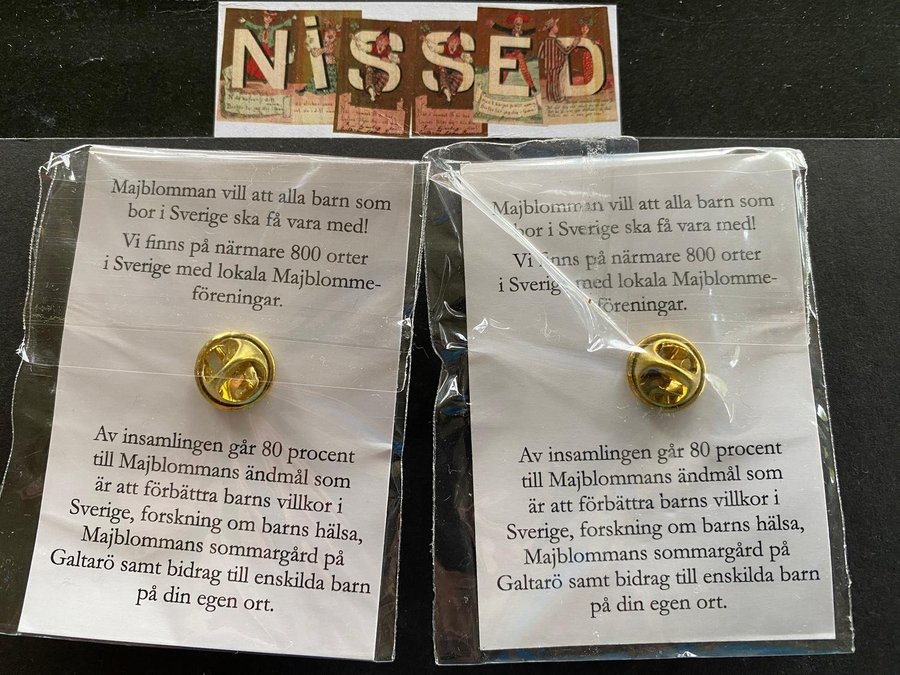 NiSSED
Majblomman vill att alla barn som
bor i Sverige ska få vara med!
Vi finns på närmare 800 orter
i Sverige med lokala Majblomme-
föreningar.
Av insamlingen går 80 procent
till Majblommans ändmål som
är att förbättra barns villkor i
Sverige, forskning om barns hälsa,
Majblommans sommargård på
Galtarö samt bidrag till enskilda barn
på din egen ort.
Majblomman vill att alla barn som
bor i Sverige ska få vara med!
Vi finns på närmare 800 orter
i Sverige med lokala Majblomme-
föreningar.
Av insamlingen går 80 procent
till Majblommans ändmål som
är att förbättra barns villkor i
Sverige, forskning om barns hälsa,
Majblommans sommargård på
Galtarö samt bidrag till enskilda barn
på din egen ort.